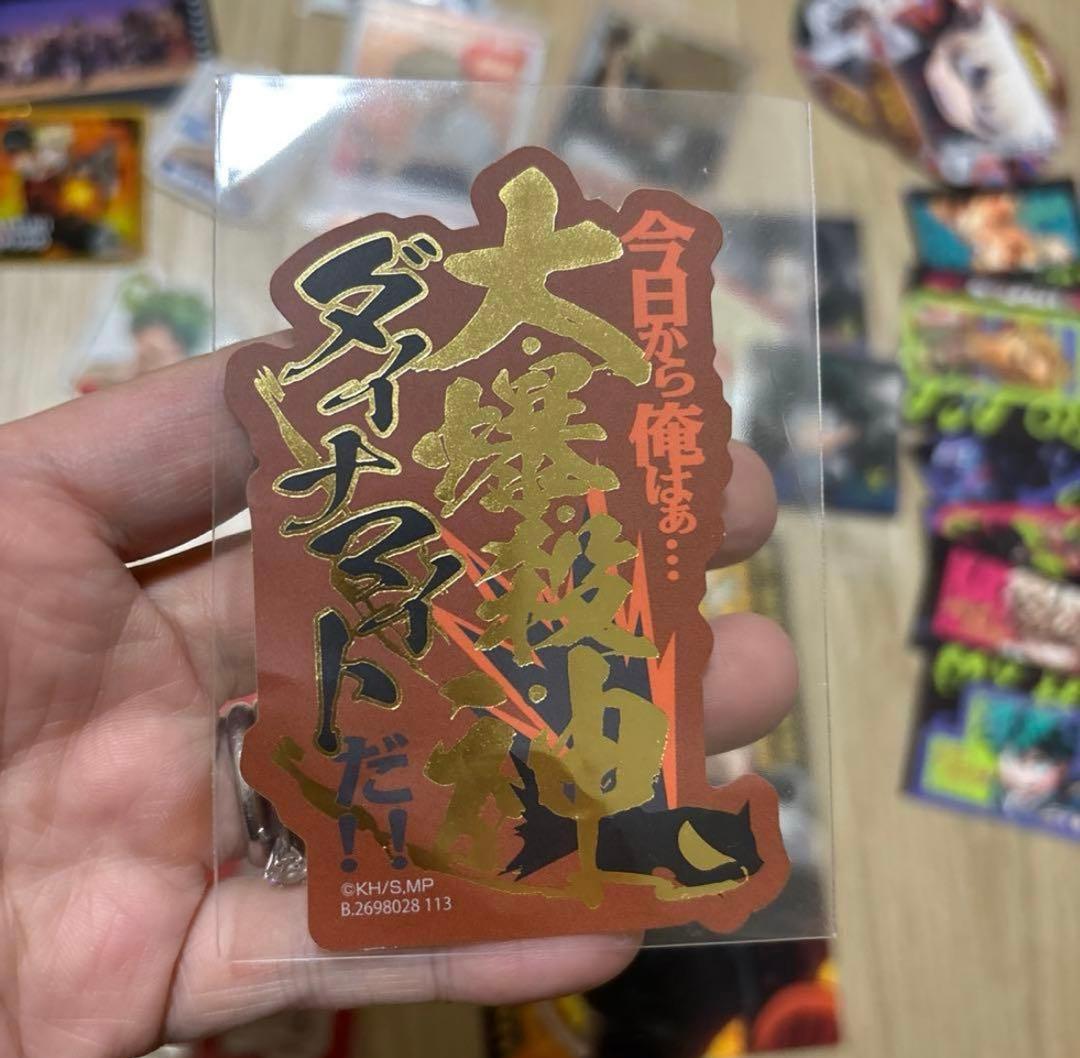 今日から俺はぁ…
大・爆・殺・神
ダイナマイトだ!!
©KH/S,MP
B.2698028 113